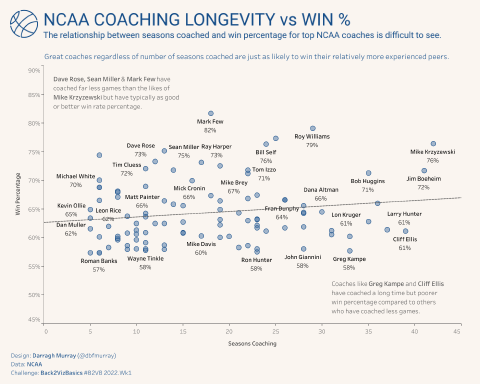 NCAA COACHING LONGEVITY vs WIN %
The relationship between seasons coached and win percentage for top NCAA coaches is difficult to see.
Great coaches regardless of number of seasons coached are just as likely to win their relatively more experienced peers.
90%
85%
80%
75%
70%
65%
60%
55%
50%
45%
Win Percentage
Dave Rose, Sean Miller & Mark Few have
coached far less games than the likes of
Mike Krzyzewski but have typically as good
or better win rate percentage.
Mark Few
82%
Roy Williams
79%
Mike Krzyzewski
76%
Dave Rose
73%
Sean Miller
75%
Ray Harper
73%
Bill Self
76%
Tim Cluess
72%
Tom Izzo
71%
Michael White
70%
Bob Huggins
71%
Jim Boeheim
72%
Mick Cronin
66%
Mike Brey
67%
Dana Altman
66%
Matt Painter
66%
Kevin Ollie
65%
Leon Rice
62%
Fran Benghy
64%
Lon Kruger
61%
Larry Hunter
61%
Dan Muller
62%
Cliff Ellis
61%
Mike Davis
60%
Roman Banks
57%
Wayne Tinkle
58%
Ron Hunter
58%
John Giannini
58%
Greg Kampe
58%
Coaches like Greg Kampe and Cliff Ellis
have coached a long time but poorer
win percentage compared to others
who have coached less games.
0
5
10
15
20
25
30
35
40
45
Seasons Coaching
Design: Darragh Murray (@dbfmurray)
Data: NCAA
Challenge: Back2VizBasics #B2VB 2022.Wk1